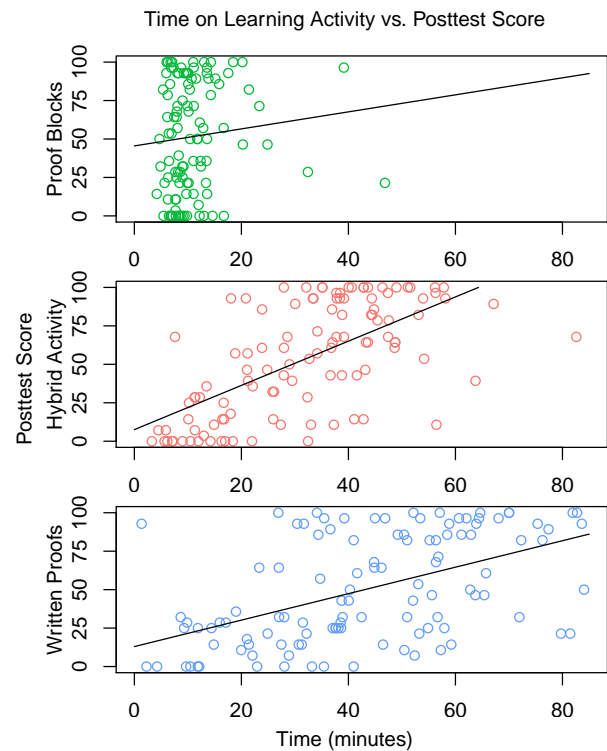 Time on Learning Activity vs. Posttest Score
Proof Blocks
100
75
50
25
0
0 20 40 60 80
Posttest Score
Hybrid Activity
100
75
50
25
0
0 20 40 60 80
Written Proofs
100
75
50
25
0
0 20 40 60 80
Time (minutes)